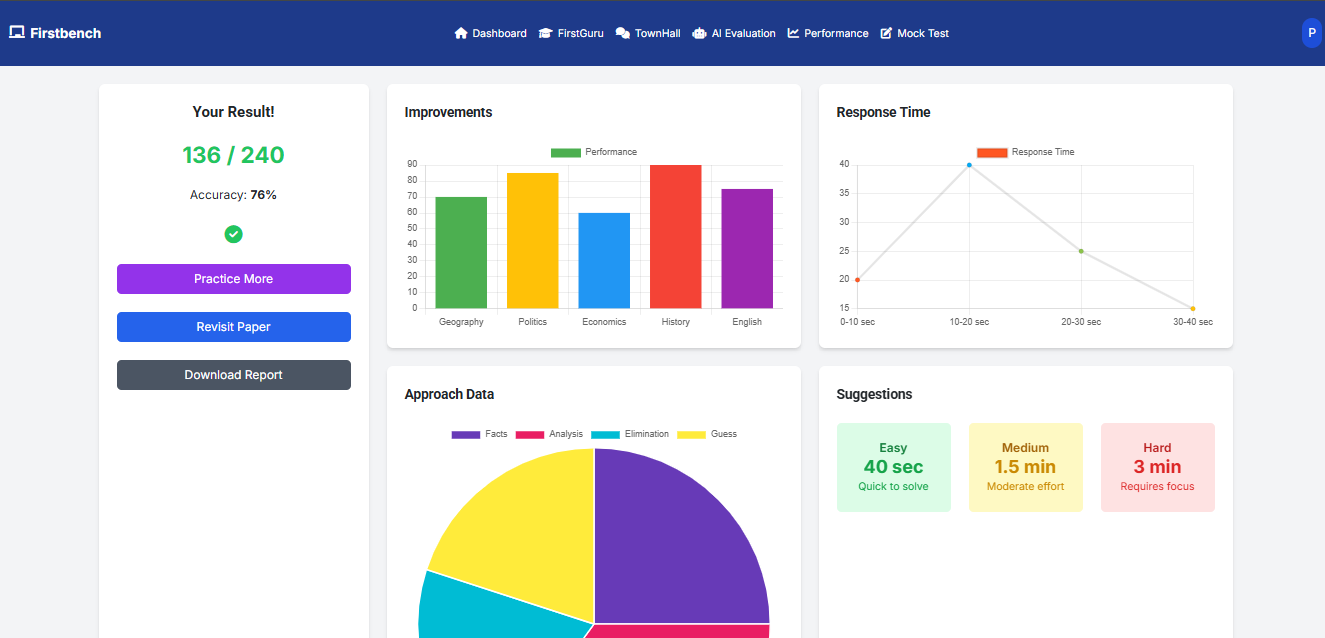 Firstbench
Dashboard FirstGuru TownHall AI Evaluation Performance Mock Test
P
Your Result!
136 / 240
Accuracy: 76%
Practice More
Revisit Paper
Download Report
Improvements
Performance
90
80
70
60
50
40
30
20
10
0
Geography Politics Economics History English
Response Time
Response Time
40
35
30
25
20
15
0-10 sec 10-20 sec 20-30 sec 30-40 sec
Approach Data
Facts Analysis Elimination Guess
Suggestions
Easy
40 sec
Quick to solve
Medium
1.5 min
Moderate effort
Hard
3 min
Requires focus